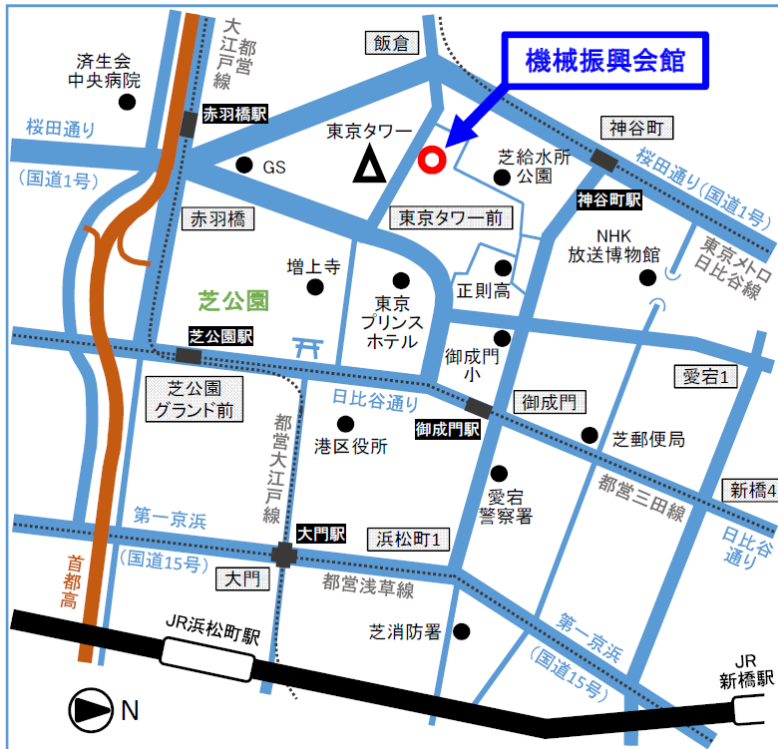 済生会
中央病院
都営
大江戸線
飯倉
機械振興会館
桜田通り
(国道1号)
赤羽橋駅
東京タワー
GS
神谷町
芝給水所
公園
桜田通り(国道1号)
赤羽橋
東京タワー前
神谷町駅
NHK
放送博物館
東京メトロ
日比谷線
芝公園
増上寺
東京
プリンス
ホテル
正則高
芝公園駅
御成門
小
愛宕1
芝公園
グランド前
日比谷通り
御成門駅
御成門
都営大江戸線
港区役所
芝郵便局
都営三田線
新橋4
日比谷
通り
愛宕
警察署
第一京浜
(国道15号)
大門駅
浜松町1
大門
都営浅草線
首都高
JR浜松町駅
芝消防署
第一京浜
(国道15号)
JR
新橋駅
N